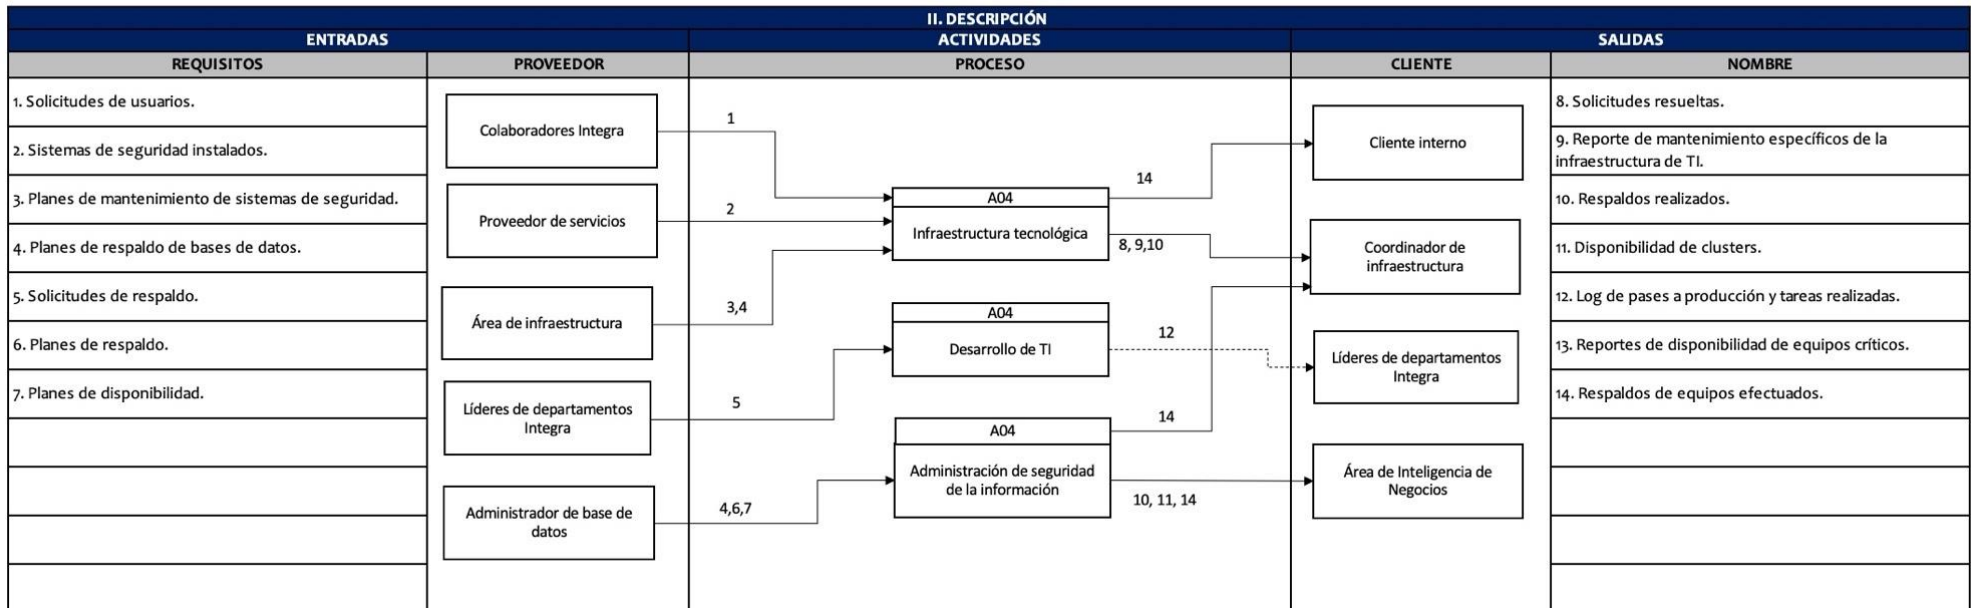 II. DESCRIPCIÓN
ENTRADAS
ACTIVIDADES
SALIDAS
REQUISITOS
PROVEEDOR
PROCESO
CLIENTE
NOMBRE
1. Solicitudes de usuarios.
2. Sistemas de seguridad instalados.
3. Planes de mantenimiento de sistemas de seguridad.
4. Planes de respaldo de bases de datos.
5. Solicitudes de respaldo.
6. Planes de respaldo.
7. Planes de disponibilidad.
Colaboradores Integra
Proveedor de servicios
Área de infraestructura
Líderes de departamentos
Integra
Administrador de base de
datos
1
2
3,4
5
4,6,7
A04
Infraestructura tecnológica
A04
Desarrollo de TI
A04
Administración de seguridad
de la información
14
8, 9,10
12
14
10, 11, 14
Cliente interno
Coordinador de
infraestructura
Líderes de departamentos
Integra
Área de Inteligencia de
Negocios
8. Solicitudes resueltas.
9. Reporte de mantenimiento específicos de la
infraestructura de TI.
10. Respaldos realizados.
11. Disponibilidad de clusters.
12. Log de pases a producción y tareas realizadas.
13. Reportes de disponibilidad de equipos críticos.
14. Respaldos de equipos efectuados.